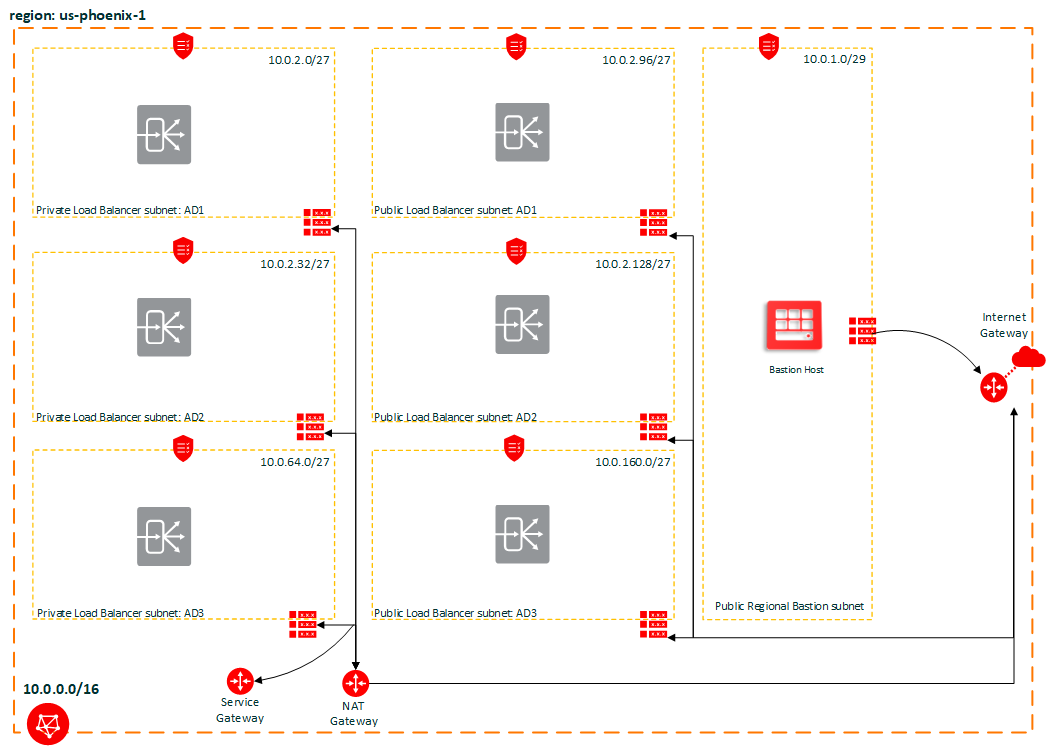 region: us-phoenix-1
10.0.2.0/27
10.0.2.96/27
10.0.1.0/29
Private Load Balancer subnet: AD1
Public Load Balancer subnet: AD1
10.0.2.32/27
10.0.2.128/27
Internet
Gateway
Bastion Host
Private Load Balancer subnet: AD2
Public Load Balancer subnet: AD2
10.0.64.0/27
10.0.160.0/27
Private Load Balancer subnet: AD3
Public Load Balancer subnet: AD3
Public Regional Bastion subnet
10.0.0.0/16
Service
Gateway
NAT
Gateway